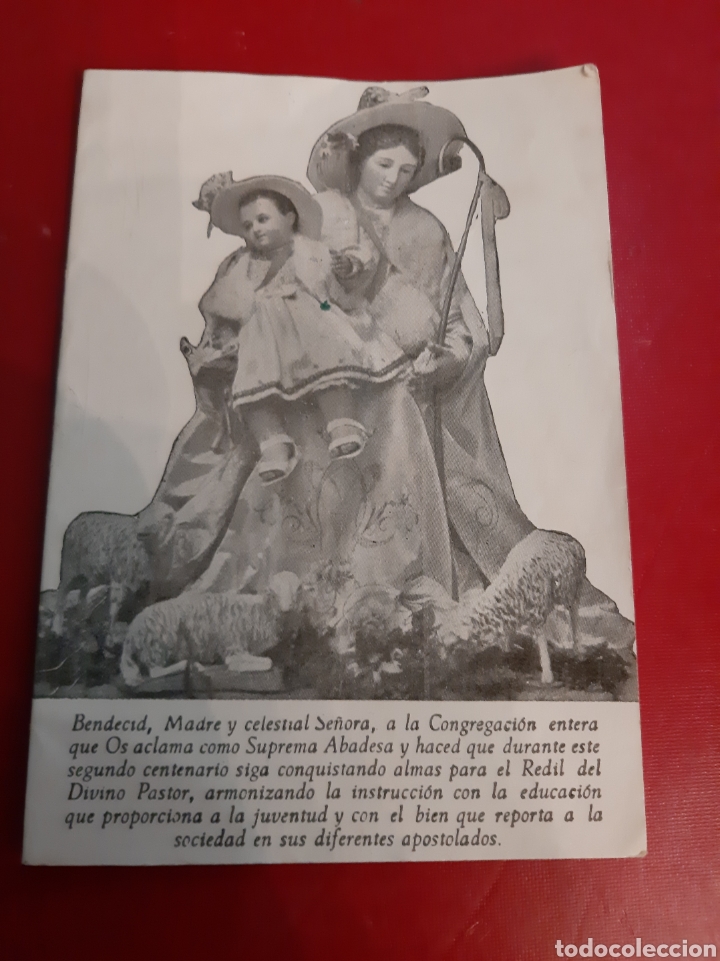 Bendecid, Madre y celestial Señora, a la Congregación entera
que Os aclama como Suprema Abadesa y haced que durante este
segundo centenario siga conquistando almas para el Redil del
Divino Pastor, armonizando la instrucción con la educación
que proporciona a la juventud y con el bien que reporta a la
sociedad en sus diferentes apostolados.
todocoleccion